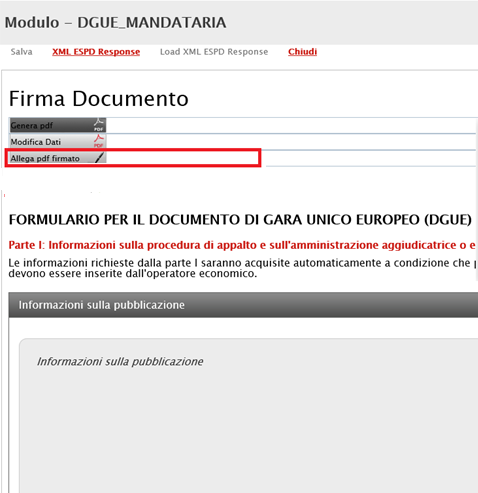 Modulo - DGUE_MANDATARIA
Salva XML ESPD Response Load XML ESPD Response Chiudi
Firma Documento
Genera pdf PDF
Modifica Dati PDF
Allega pdf firmato
FORMULARIO PER IL DOCUMENTO DI GARA UNICO EUROPEO (DGUE)
Parte I: Informazioni sulla procedura di appalto e sull'amministrazione aggiudicatrice o e
Le informazioni richieste dalla parte I saranno acquisite automaticamente a condizione che
devono essere inserite dall'operatore economico.
Informazioni sulla pubblicazione
Informazioni sulla pubblicazione